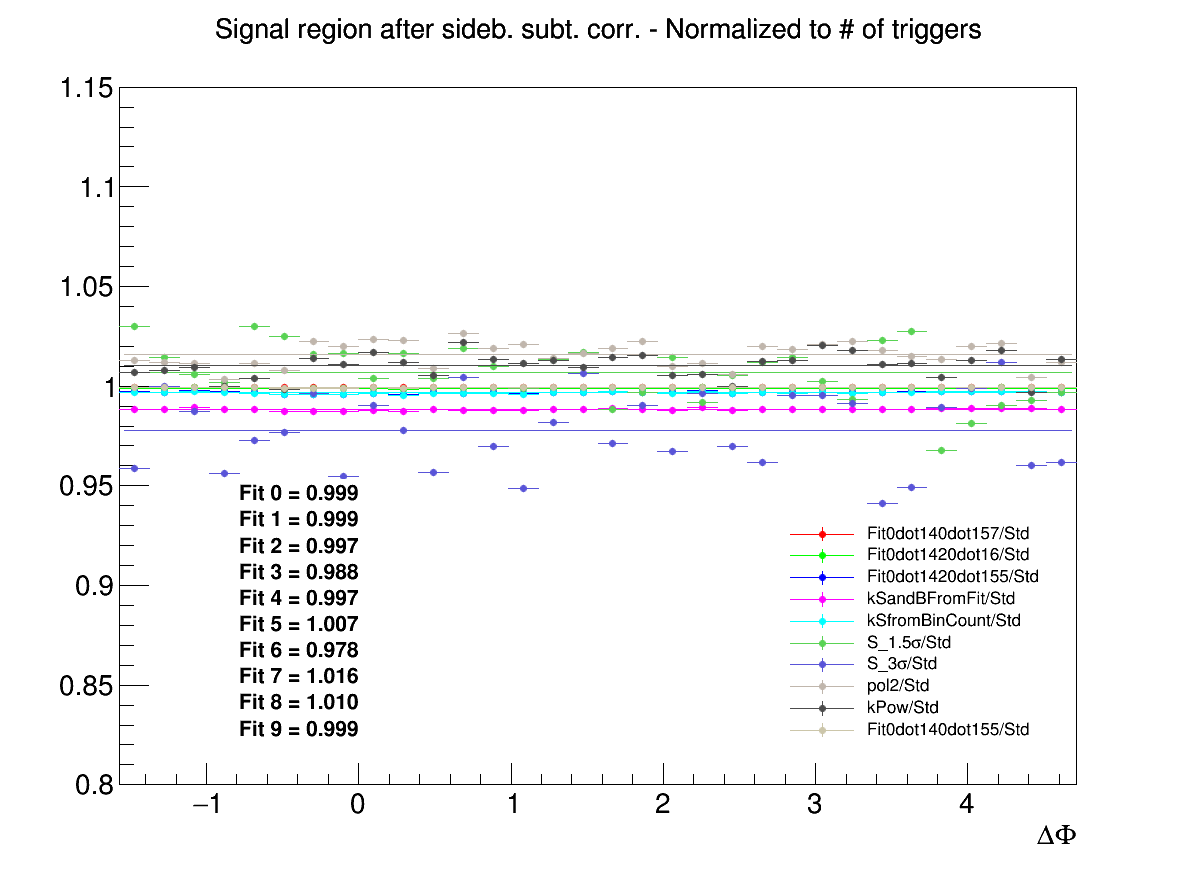 Signal region after sideb. subt. corr. - Normalized to # of triggers
1.15
1.1
1.05
1
0.95
0.9
0.85
0.8
Fit 0 = 0.999
Fit 1 = 0.999
Fit 2 = 0.997
Fit 3 = 0.988
Fit 4 = 0.997
Fit 5 = 1.007
Fit 6 = 0.978
Fit 7 = 1.016
Fit 8 = 1.010
Fit 9 = 0.999
Fit0dot140dot157/Std
Fit0dot1420dot16/Std
Fit0dot1420dot155/Std
kSandBFromFit/Std
kSfromBinCount/Std
S_1.5σ/Std
S_3σ/Std
pol2/Std
kPow/Std
Fit0dot140dot155/Std
−1 0 1 2 3 4
ΔΦ